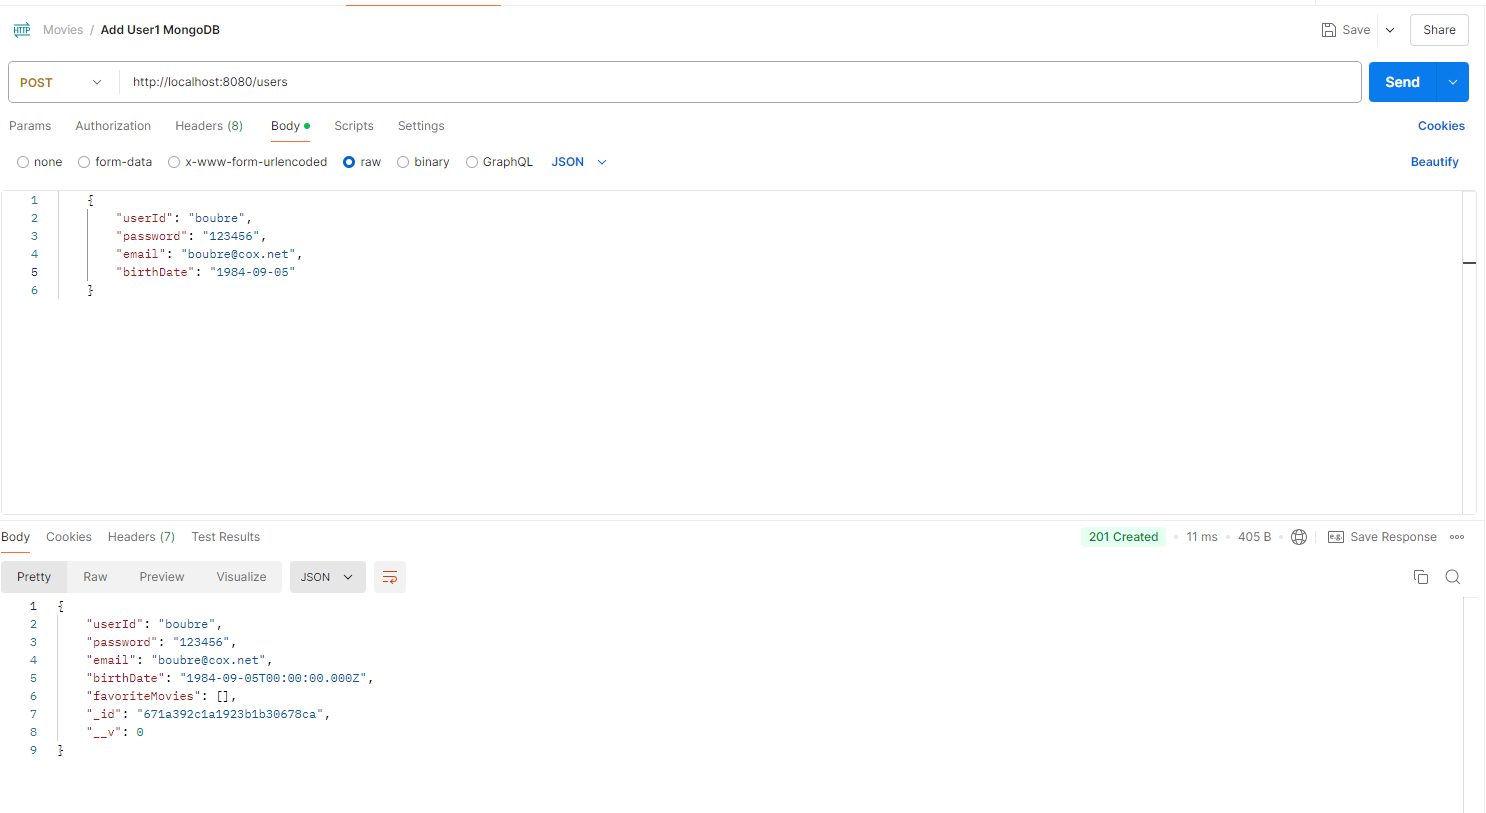 HTTP Movies / Add User1 MongoDB Save Share
POST http://localhost:8080/users Send
Params Authorization Headers (8) Body Scripts Settings Cookies
none form-data x-www-form-urlencoded raw binary GraphQL JSON Beautify
1 {
2 "userId": "boubre",
3 "password": "123456",
4 "email": "boubre@cox.net",
5 "birthDate": "1984-09-05"
6 }
Body Cookies Headers (7) Test Results 201 Created 11 ms 405 B e.g. Save Response
Pretty Raw Preview Visualize JSON
1 {
2 "userId": "boubre",
3 "password": "123456",
4 "email": "boubre@cox.net",
5 "birthDate": "1984-09-05T00:00:00.000Z",
6 "favoriteMovies": [],
7 "_id": "671a392c1a1923b1b30678ca",
8 "__v": 0
9 }